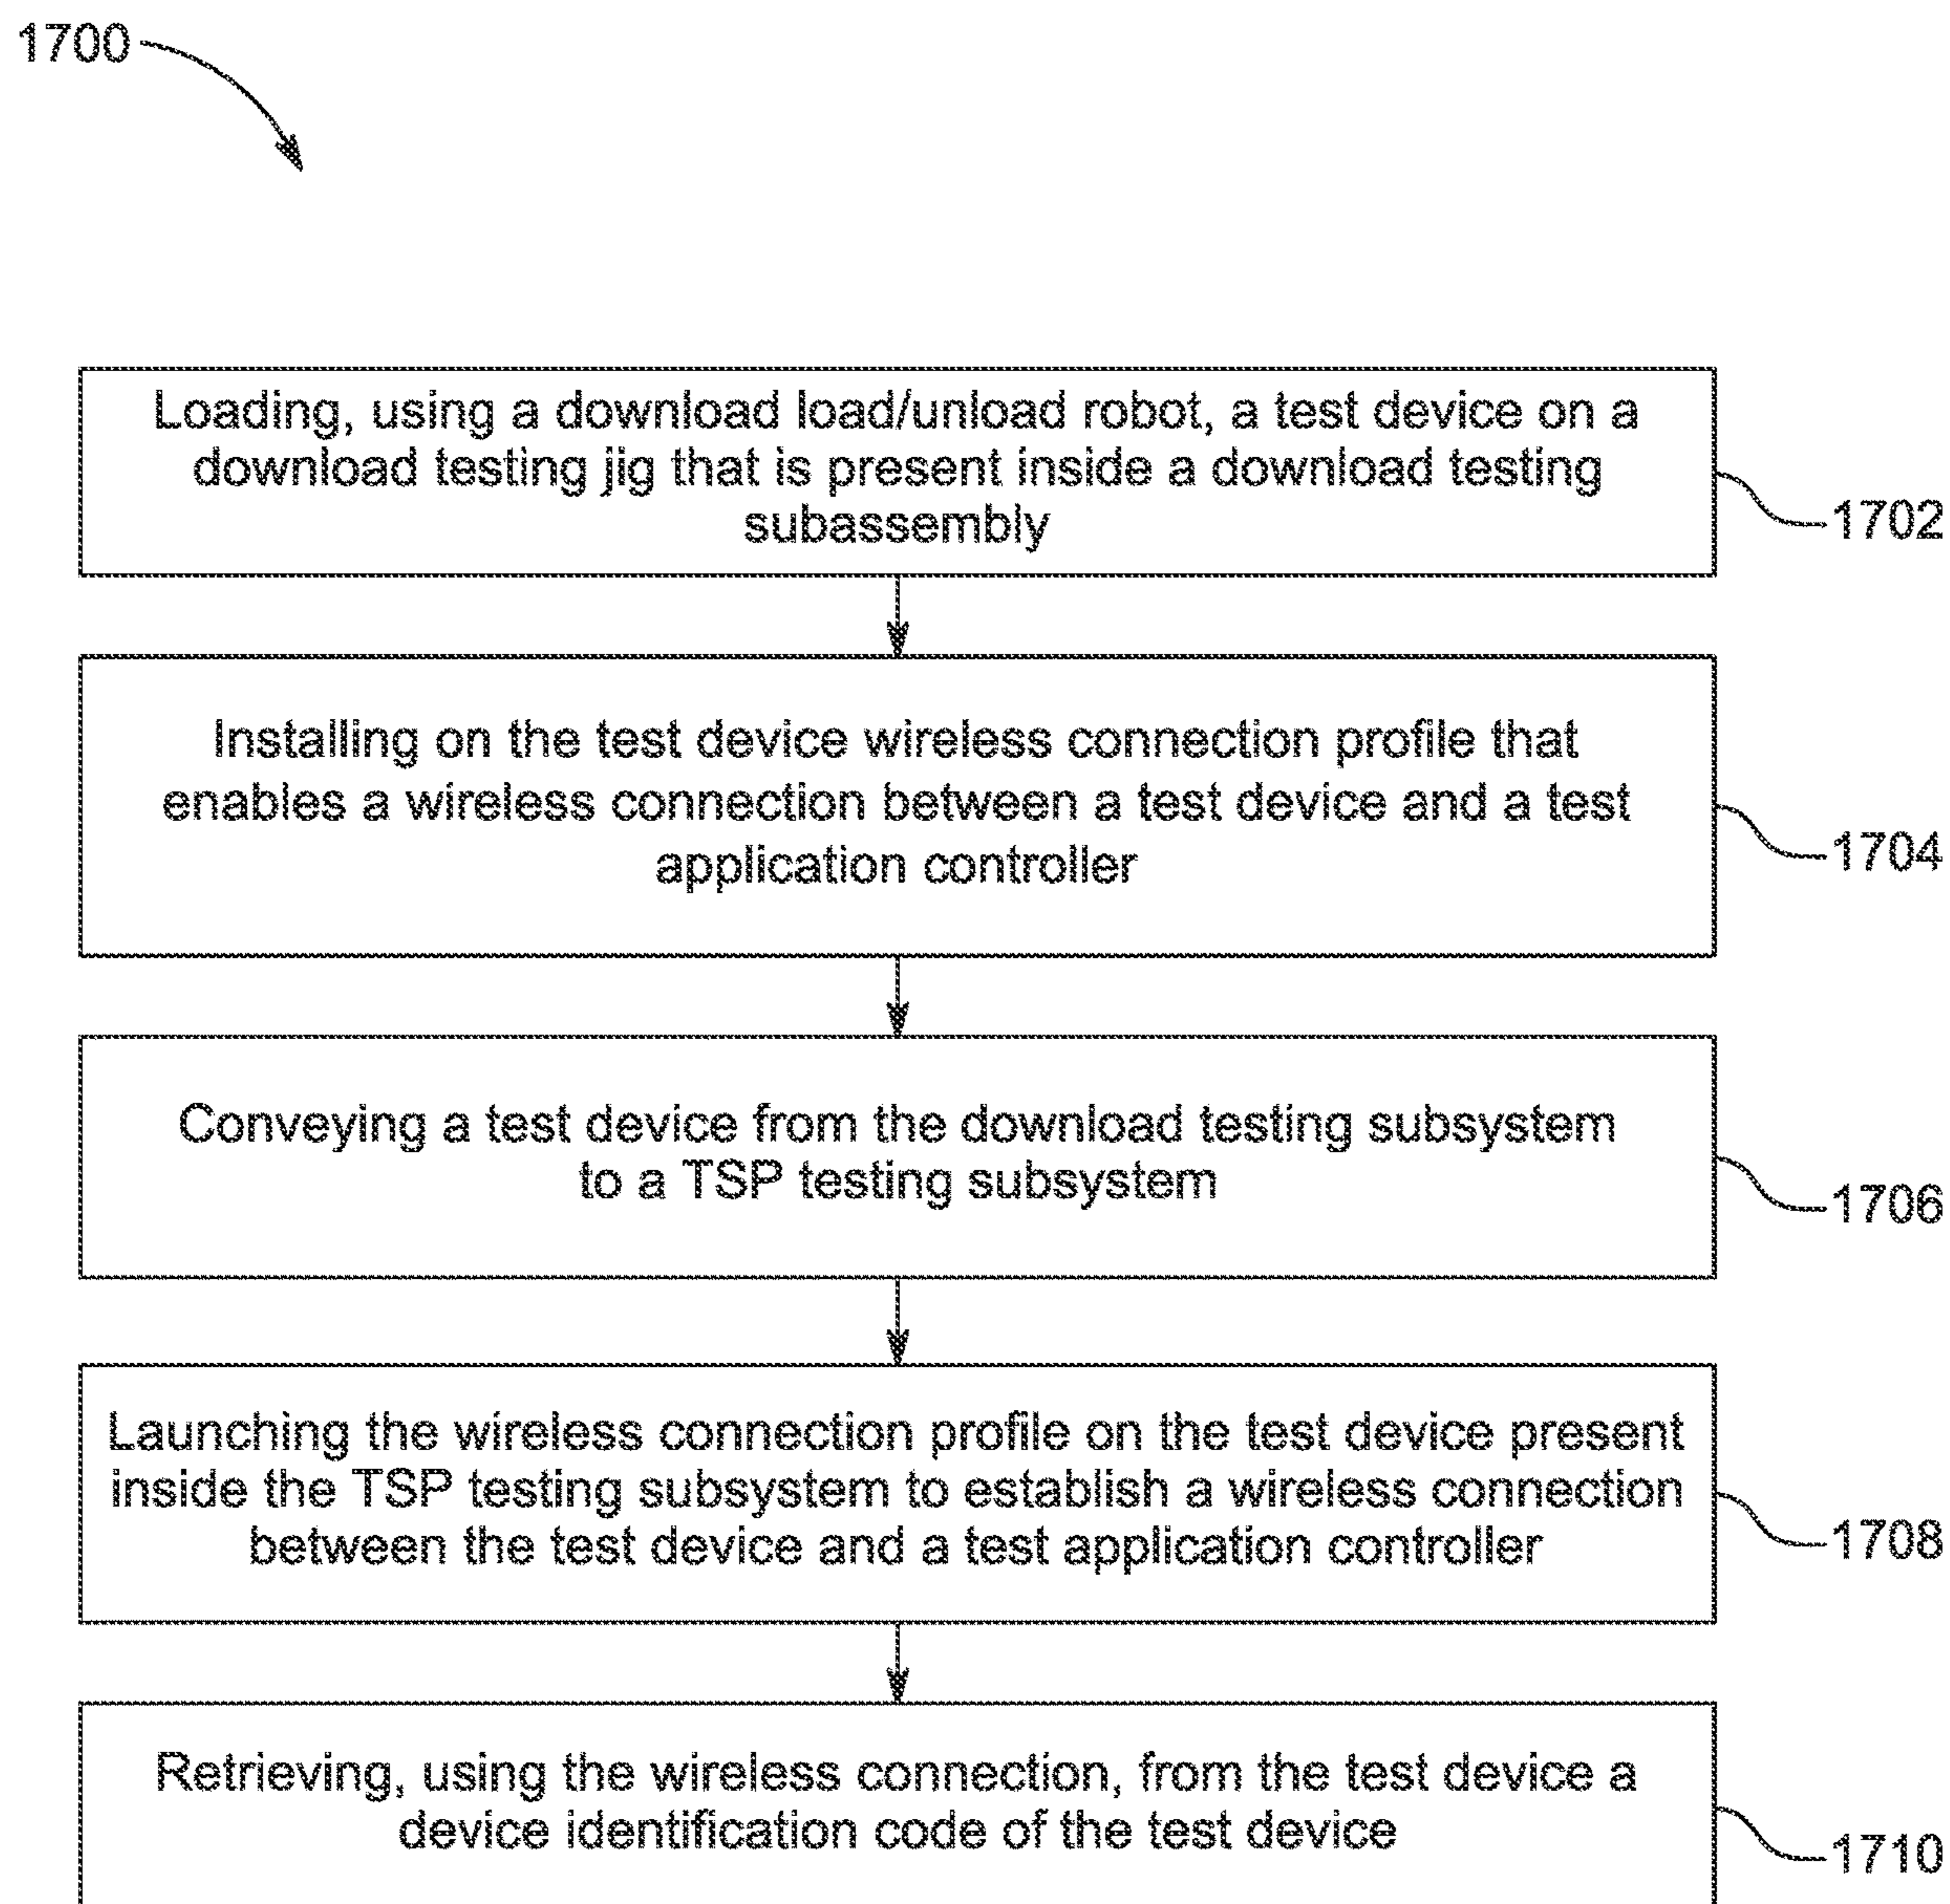 1700
Loading, using a download load/unload robot, a test device on a
download testing jig that is present inside a download testing
subassembly
1702
Installing on the test device wireless connection profile that
enables a wireless connection between a test device and a test
application controller
1704
Conveying a test device from the download testing subsystem
to a TSP testing subsystem
1706
Launching the wireless connection profile on the test device present
inside the TSP testing subsystem to establish a wireless connection
between the test device and a test application controller
1708
Retrieving, using the wireless connection, from the test device a
device identification code of the test device
1710